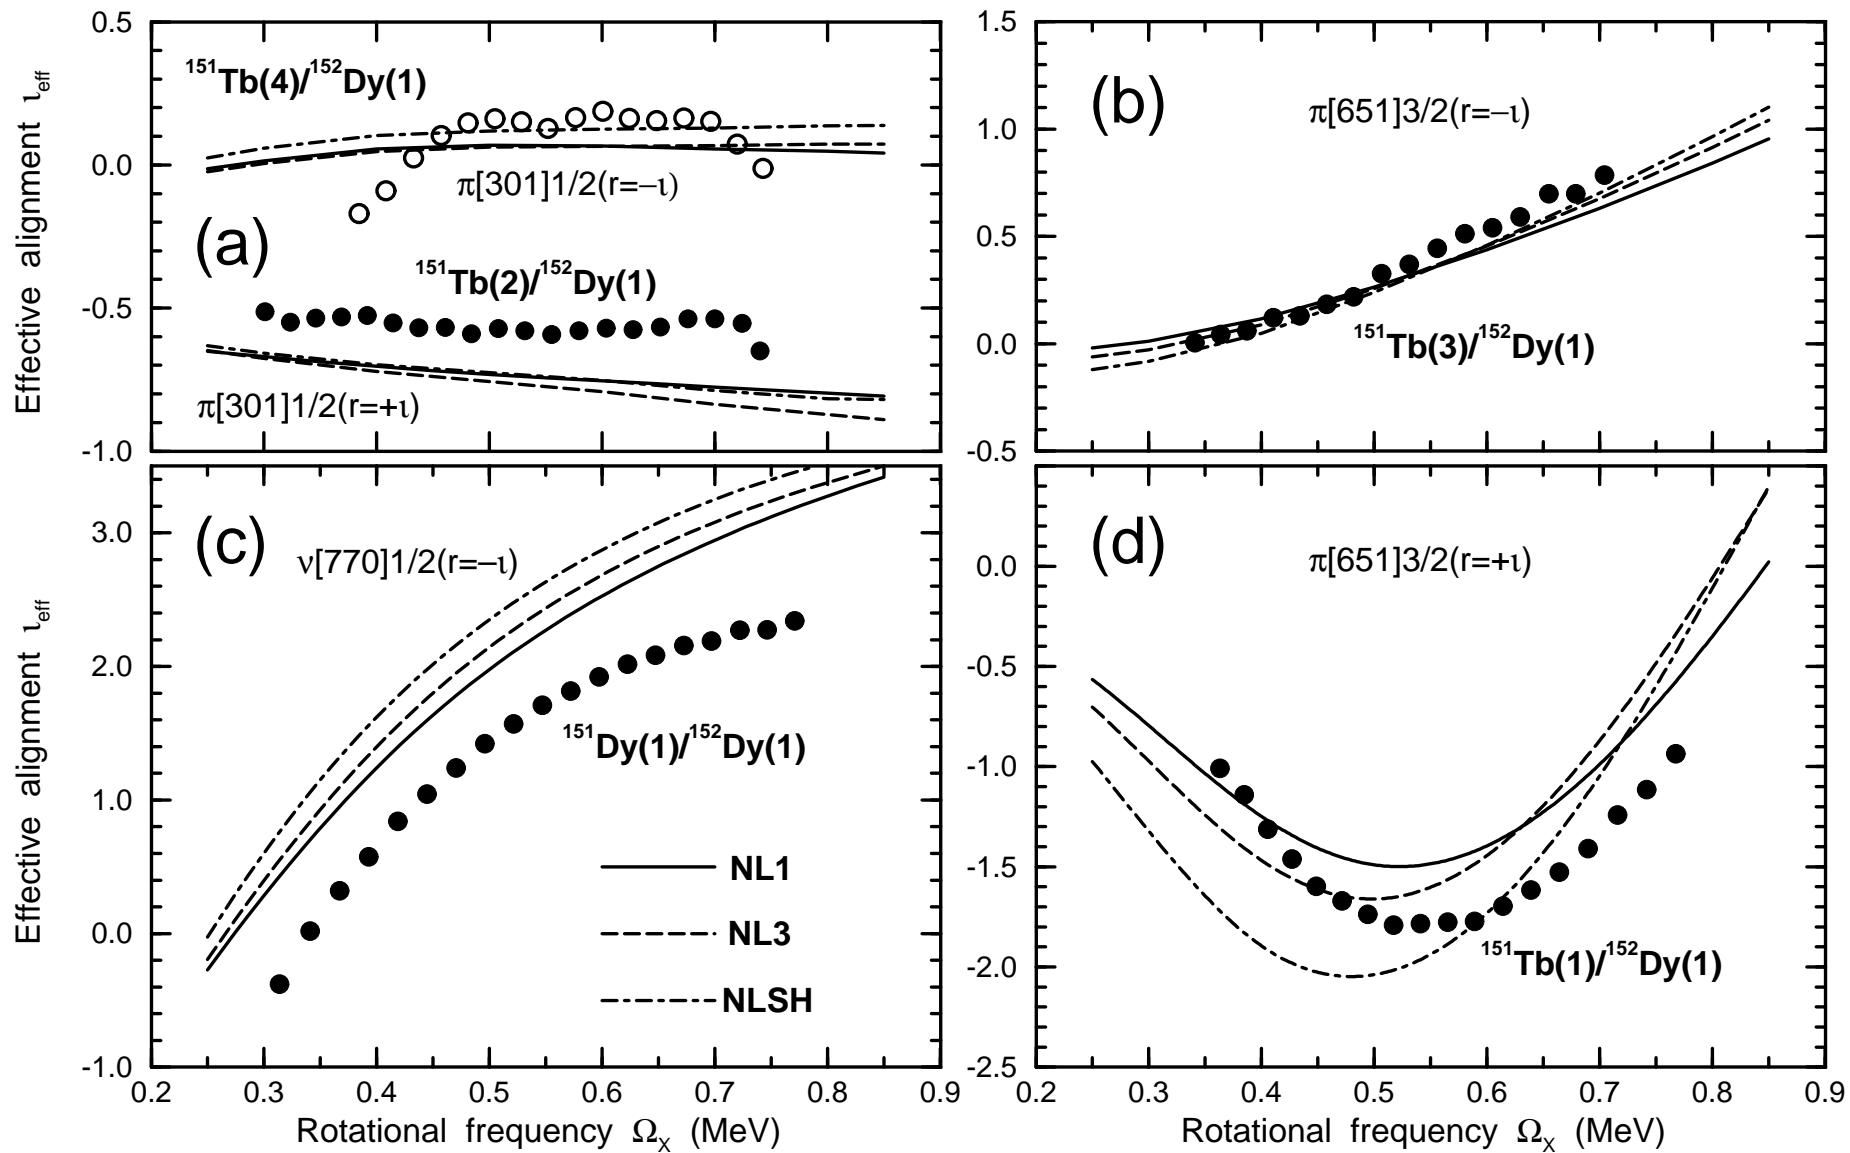 Effective alignment ι_eff
0.5
0.0
-0.5
-1.0
¹⁵¹Tb(4)/¹⁵²Dy(1)
π[301]1/2(r=−ι)
(a)
¹⁵¹Tb(2)/¹⁵²Dy(1)
π[301]1/2(r=+ι)
1.5
1.0
0.5
0.0
-0.5
(b)
π[651]3/2(r=−ι)
¹⁵¹Tb(3)/¹⁵²Dy(1)
Effective alignment ι_eff
3.0
2.0
1.0
0.0
-1.0
(c)
ν[770]1/2(r=−ι)
¹⁵¹Dy(1)/¹⁵²Dy(1)
NL1
NL3
NLSH
0.2 0.3 0.4 0.5 0.6 0.7 0.8 0.9
Rotational frequency Ω_X (MeV)
0.0
-0.5
-1.0
-1.5
-2.0
-2.5
(d)
π[651]3/2(r=+ι)
¹⁵¹Tb(1)/¹⁵²Dy(1)
0.2 0.3 0.4 0.5 0.6 0.7 0.8 0.9
Rotational frequency Ω_X (MeV)